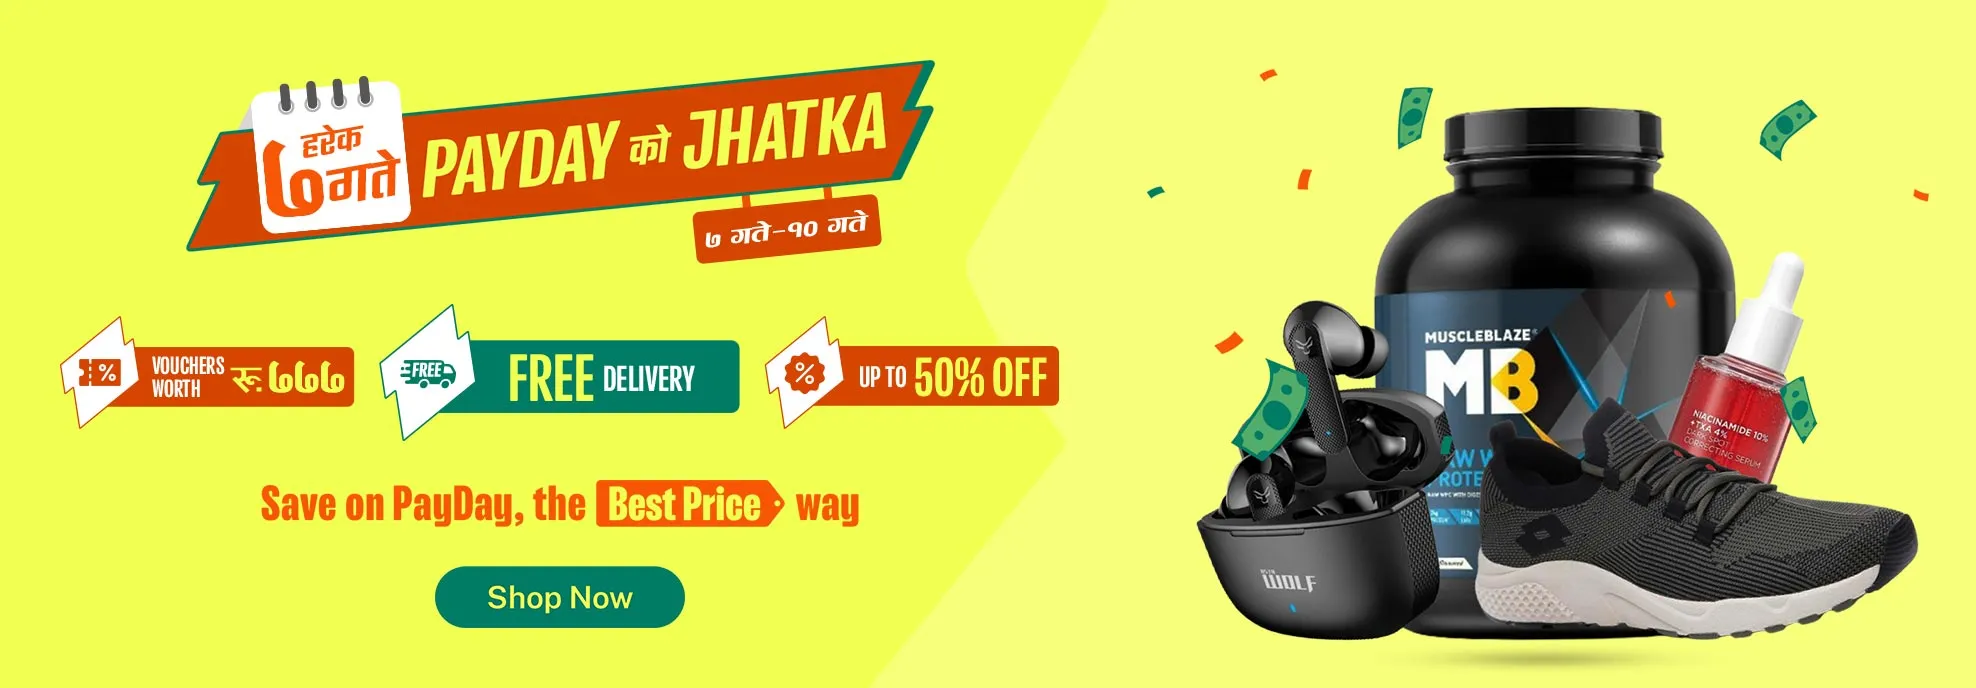 हरेक
७गते
PAYDAY को JHATKA
७ गते-१० गते
VOUCHERS
WORTH
रू. ७७७
FREE
FREE DELIVERY
%
%
UP TO 50% OFF
Save on PayDay, the Best Price way
Shop Now
MUSCLEBLAZE
MB
NIACINAMIDE 10%
+TXA 4%
DARK SPOT
CORRECTING SERUM
WOLF